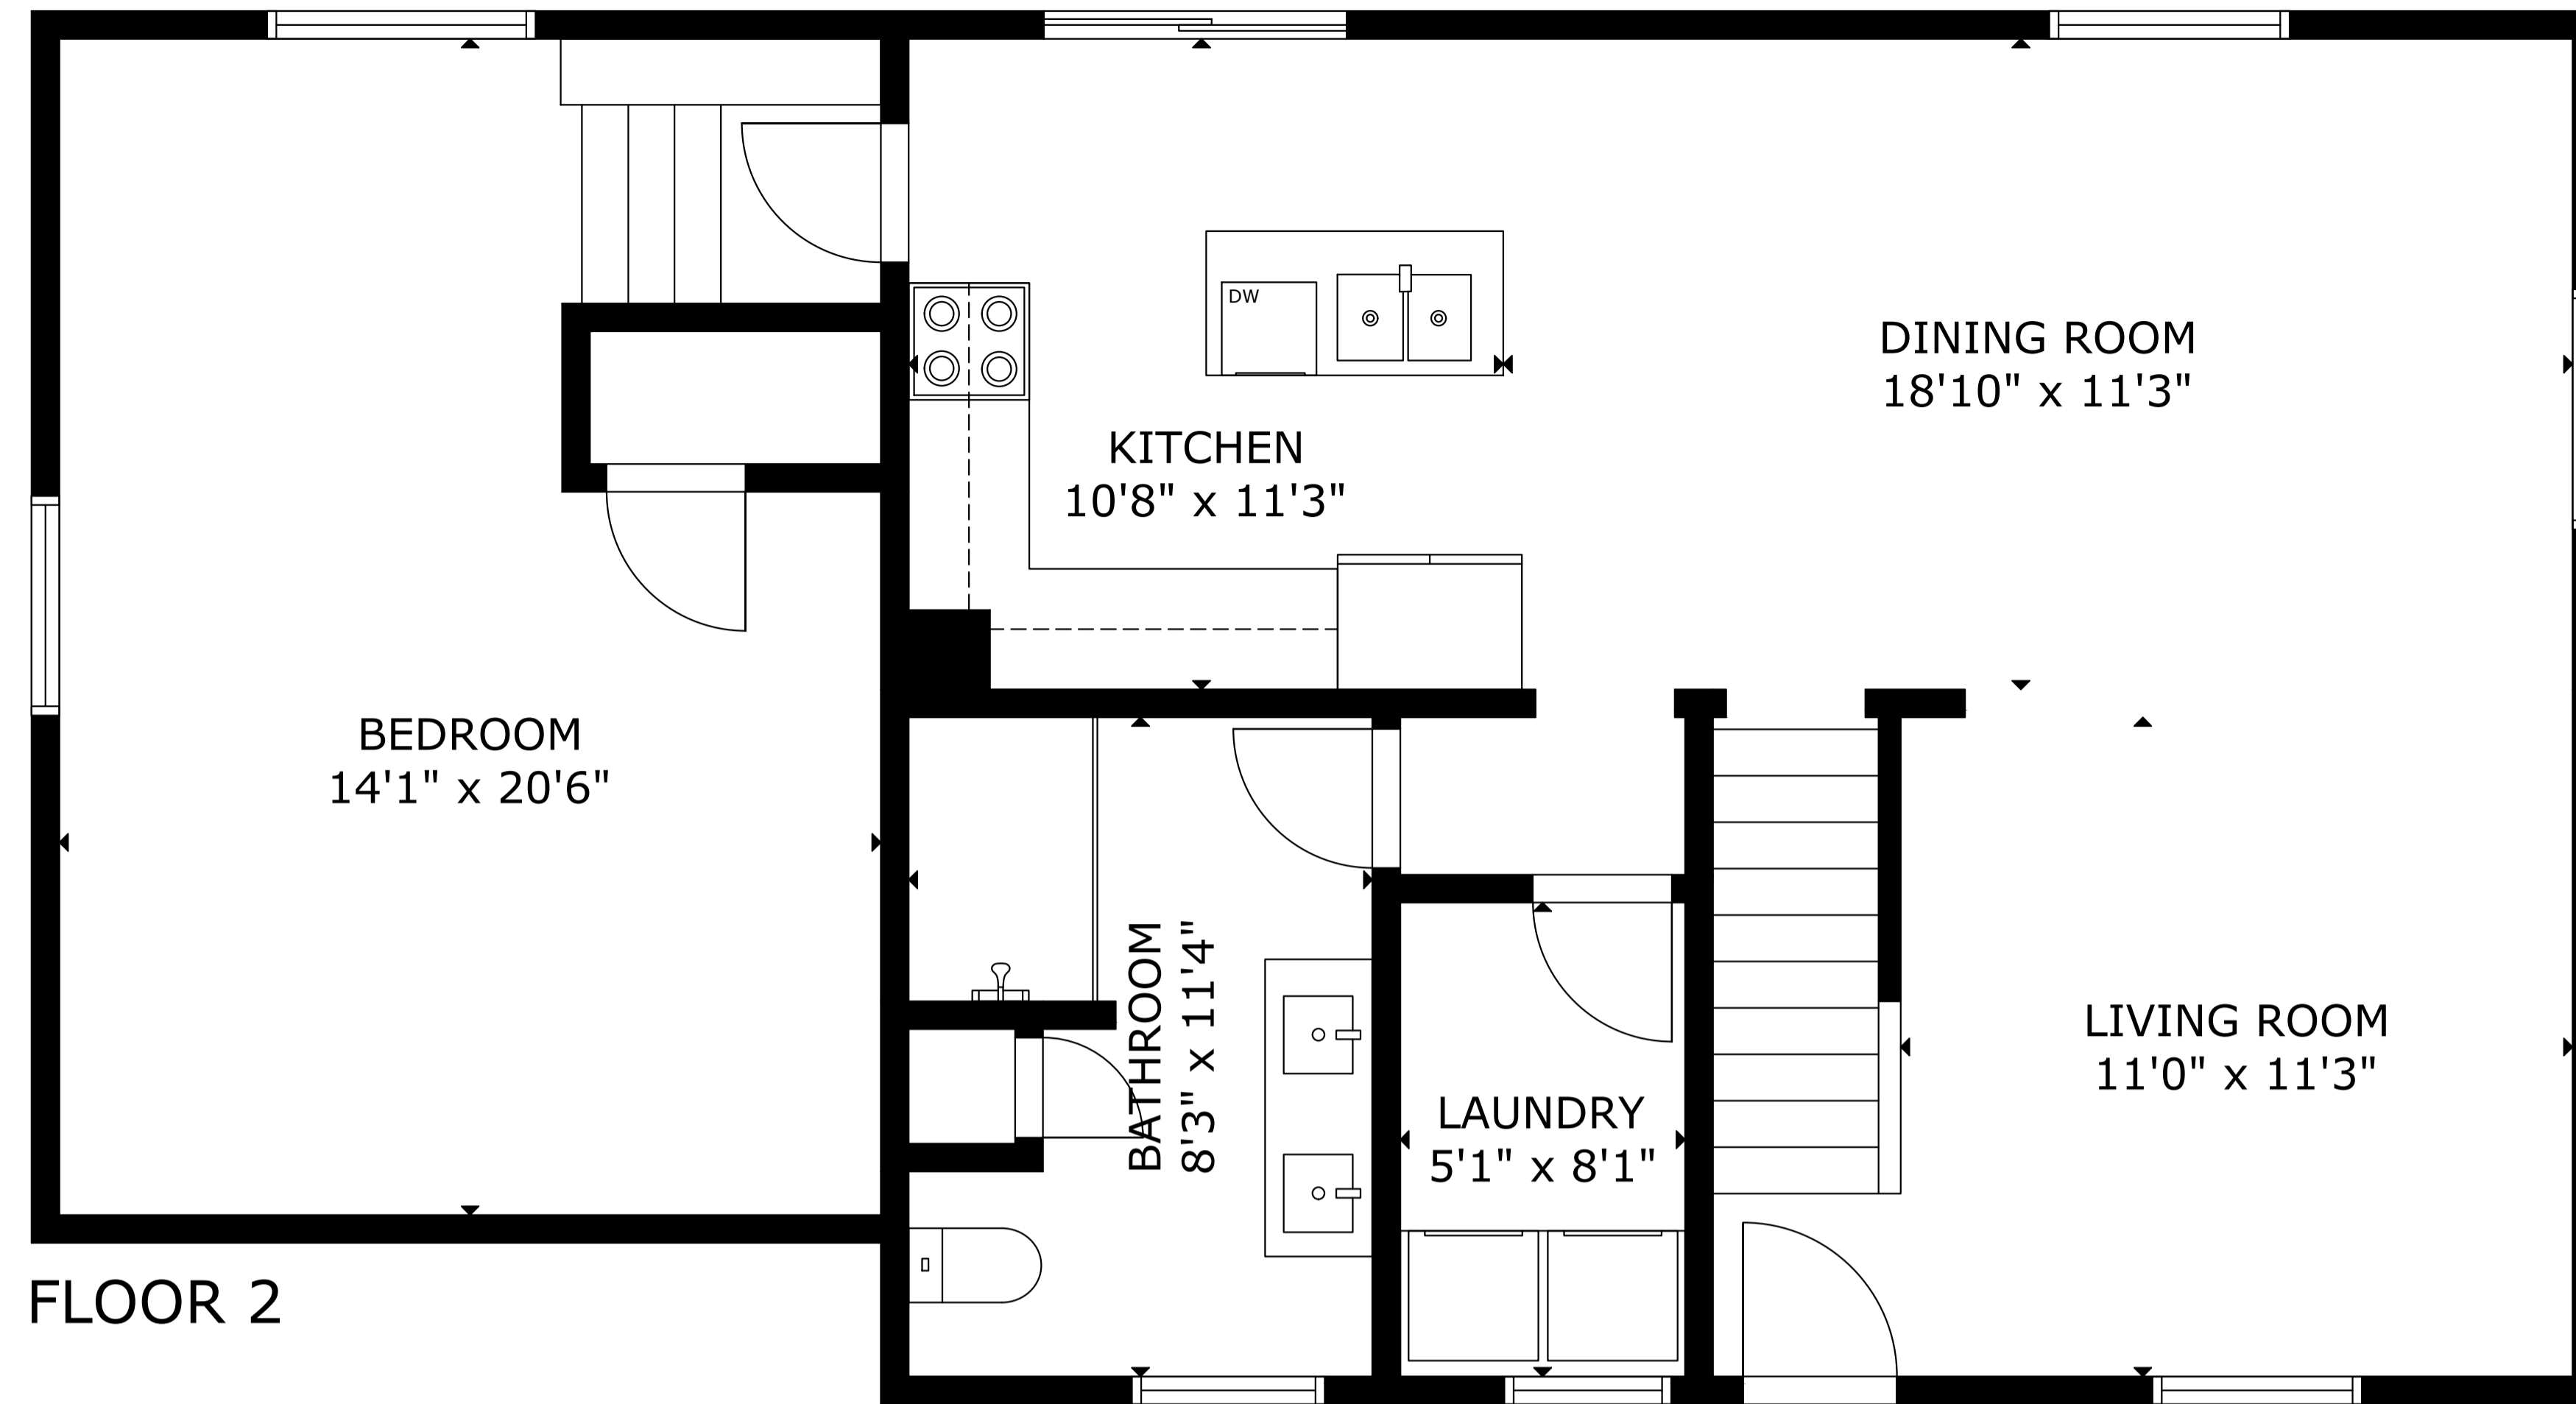 DW
DINING ROOM
18'10" x 11'3"
KITCHEN
10'8" x 11'3"
BEDROOM
14'1" x 20'6"
BATHROOM
8'3" x 11'4"
LIVING ROOM
11'0" x 11'3"
LAUNDRY
5'1" x 8'1"
FLOOR 2